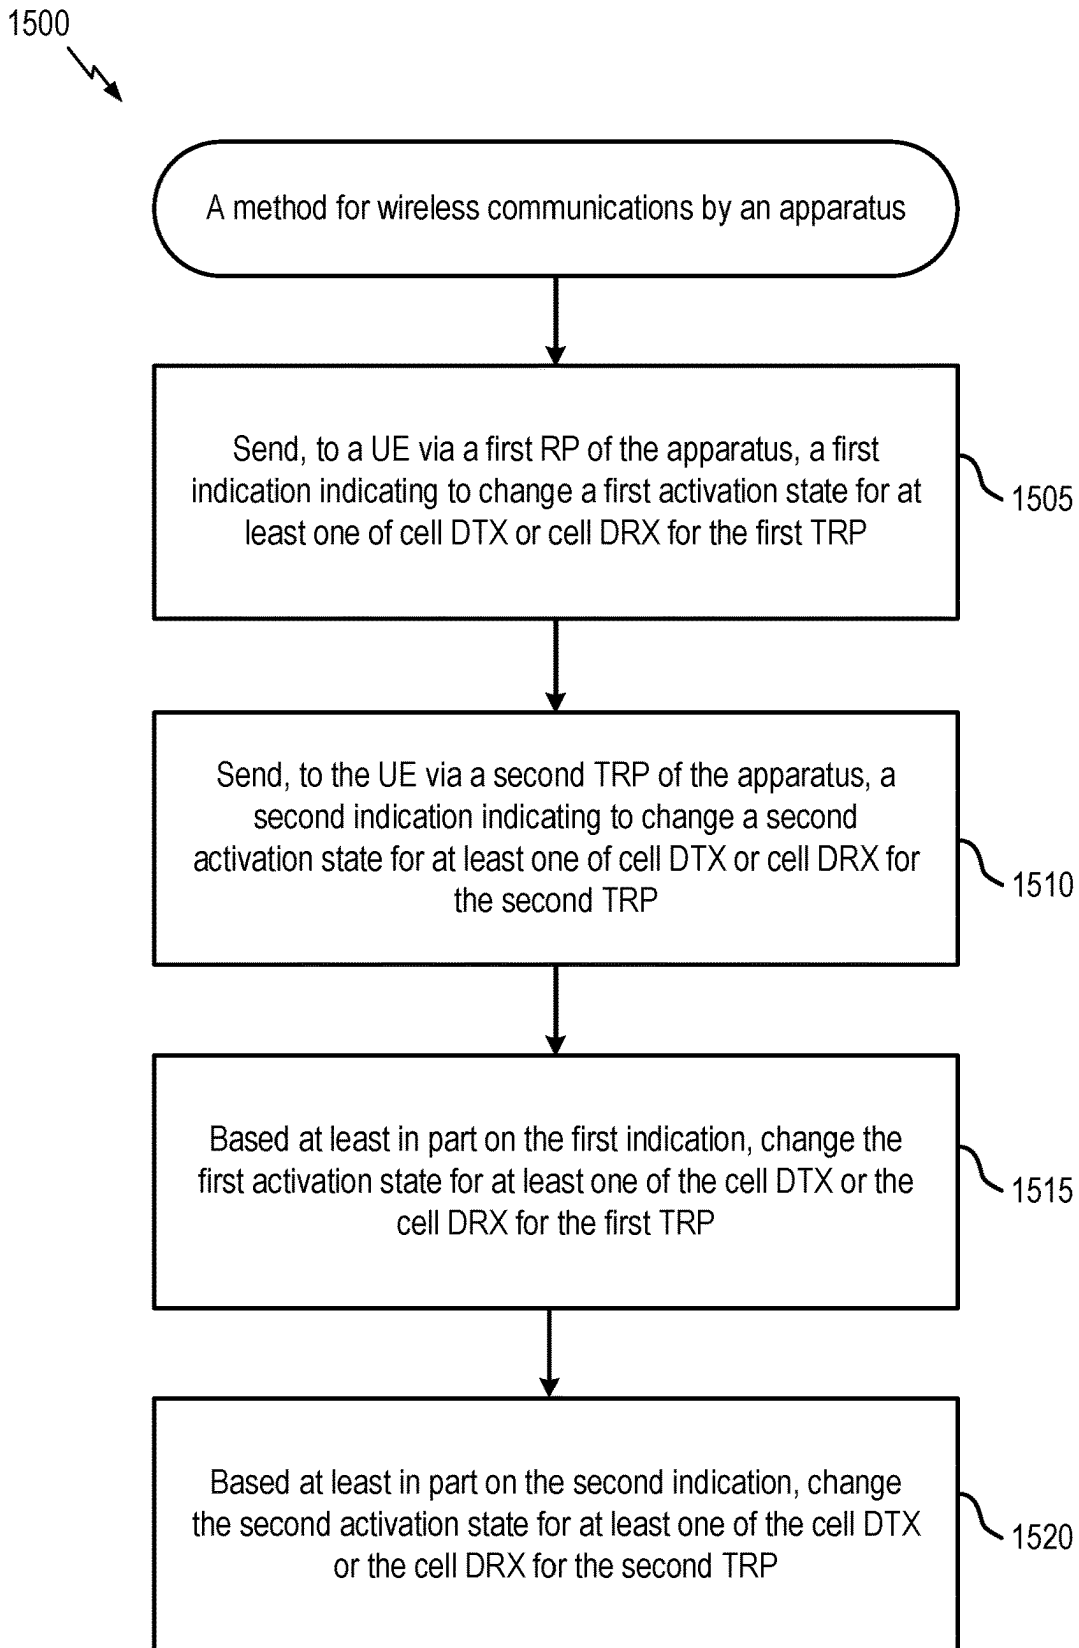 1500
A method for wireless communications by an apparatus
Send, to a UE via a first RP of the apparatus, a first
indication indicating to change a first activation state for at
least one of cell DTX or cell DRX for the first TRP
1505
Send, to the UE via a second TRP of the apparatus, a
second indication indicating to change a second
activation state for at least one of cell DTX or cell DRX for
the second TRP
1510
Based at least in part on the first indication, change the
first activation state for at least one of the cell DTX or the
cell DRX for the first TRP
1515
Based at least in part on the second indication, change
the second activation state for at least one of the cell DTX
or the cell DRX for the second TRP
1520